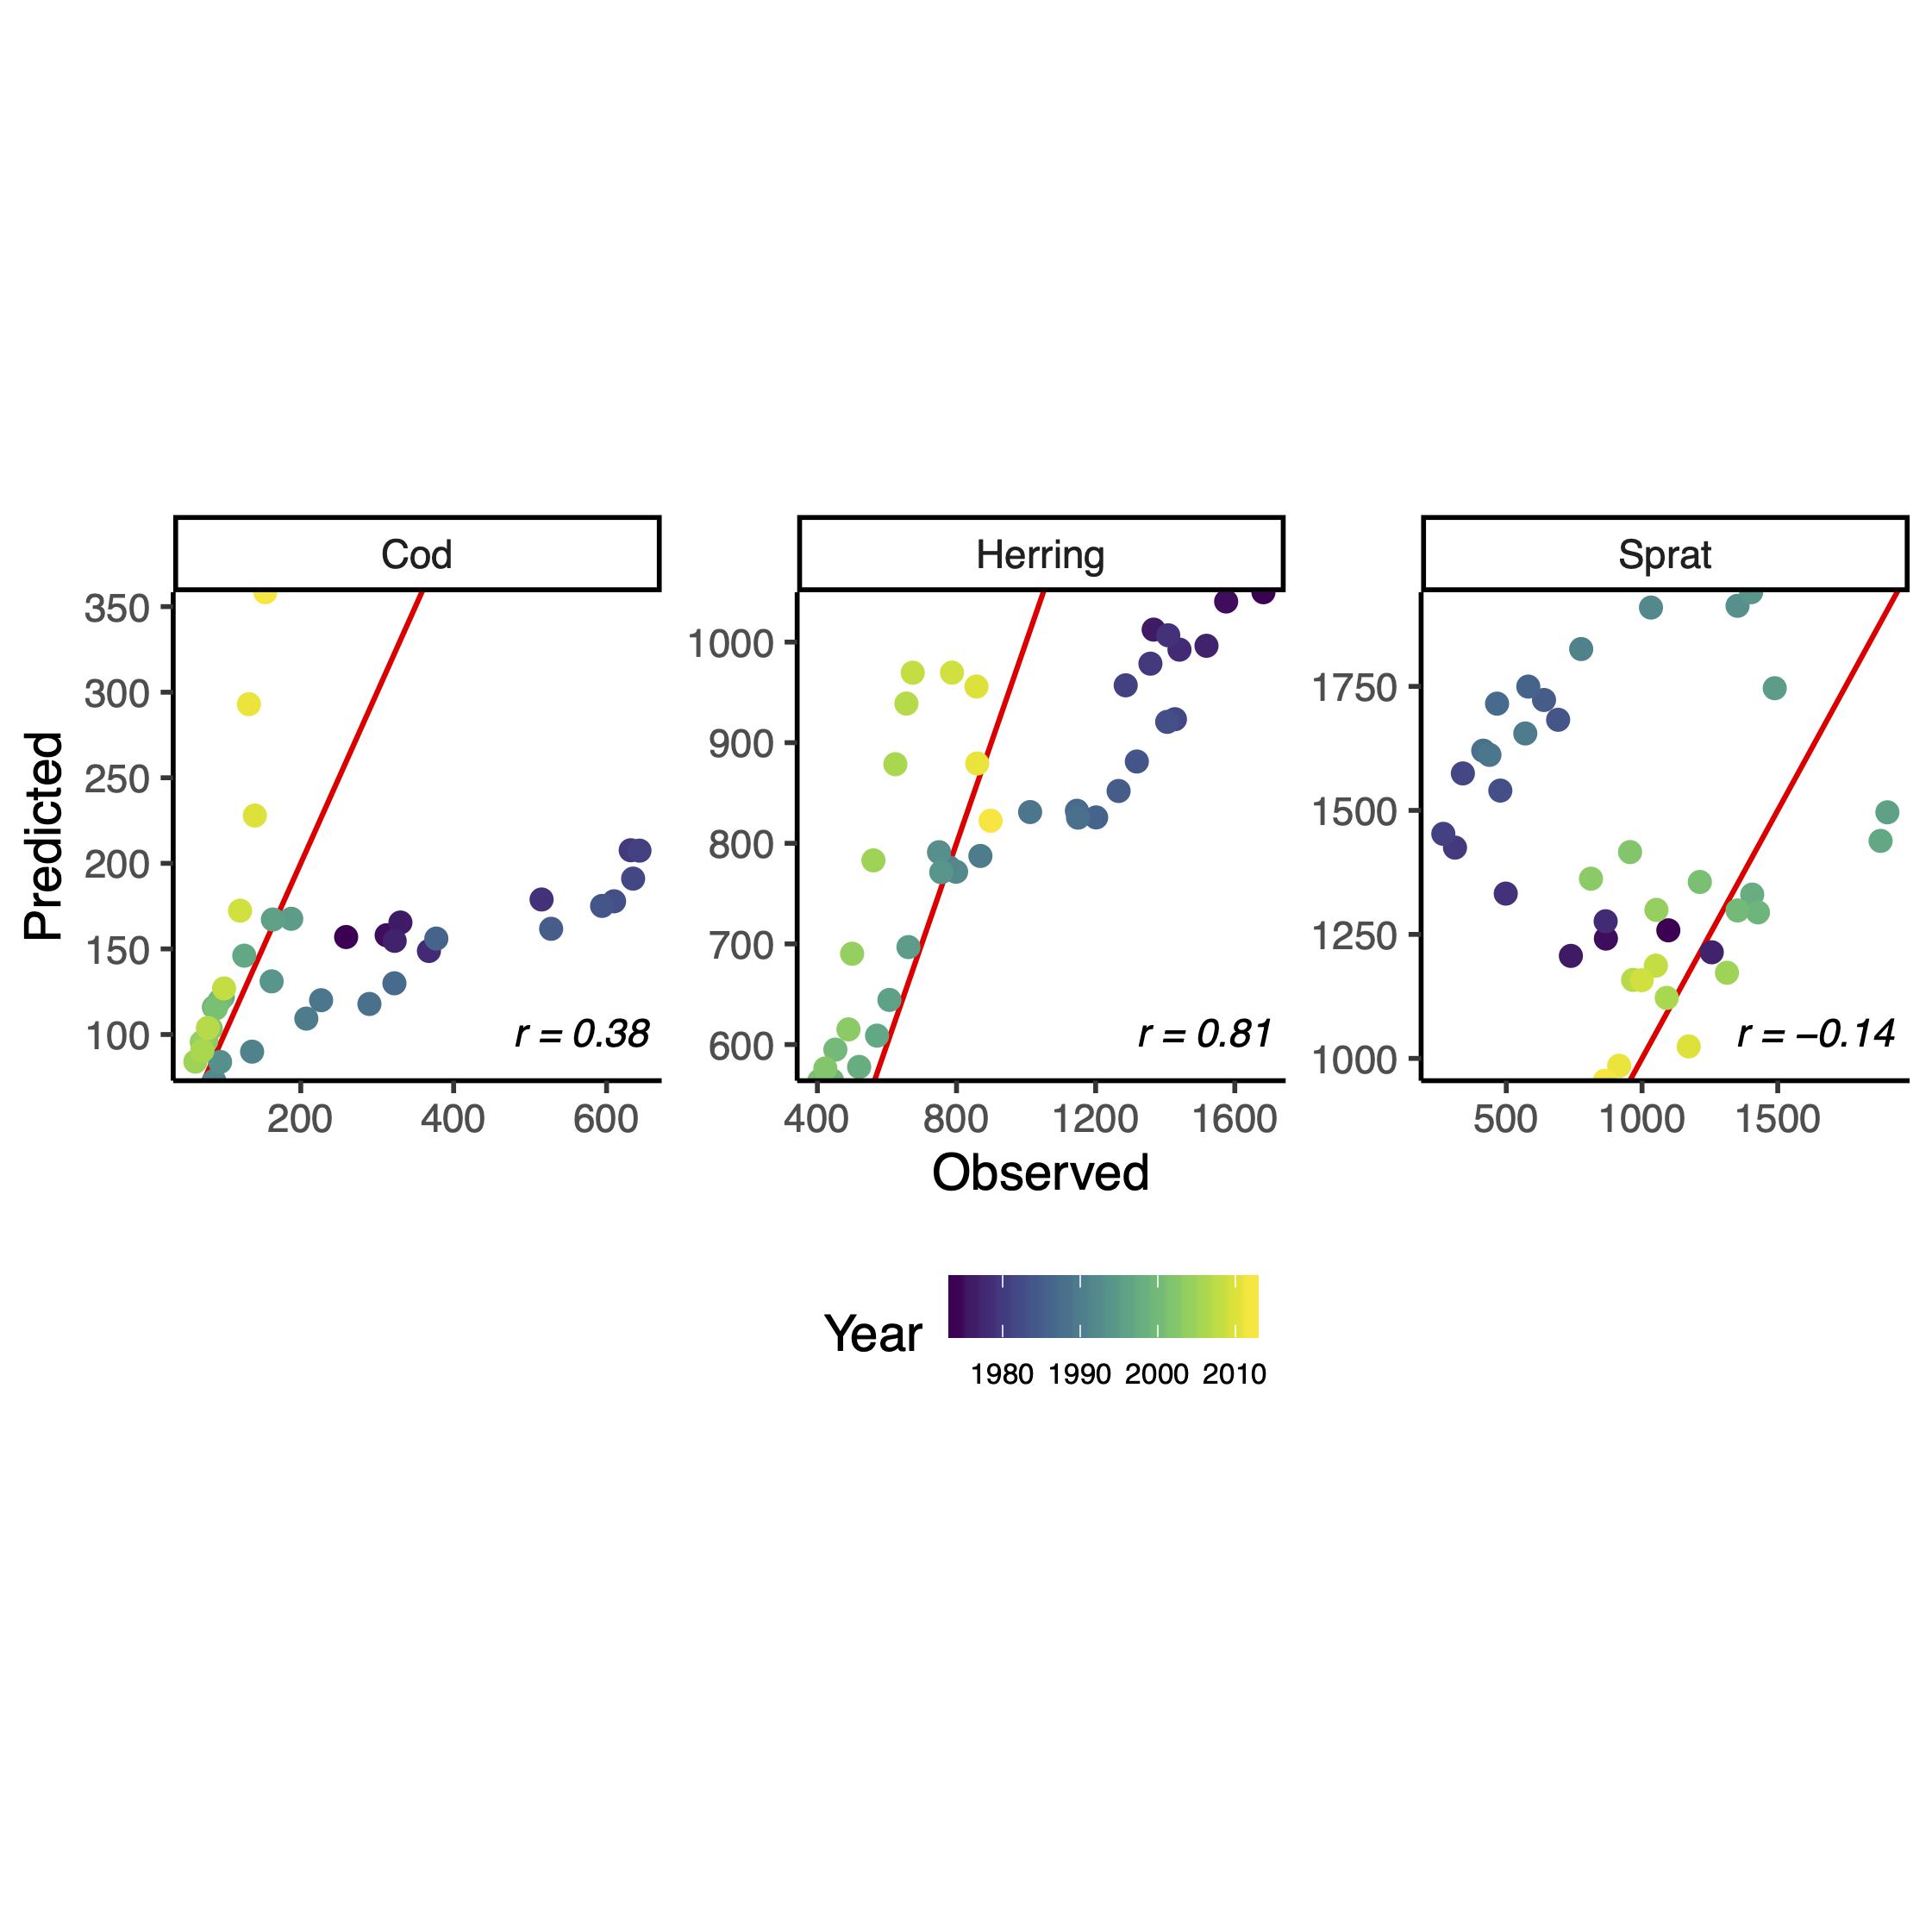 Cod Herring Sprat
Predicted
350
300
250
200
150
100
1000
900
800
700
600
1750
1500
1250
1000
r = 0.38
r = 0.81
r = −0.14
200 400 600
400 800 1200 1600
500 1000 1500
Observed
Year
1980 1990 2000 2010